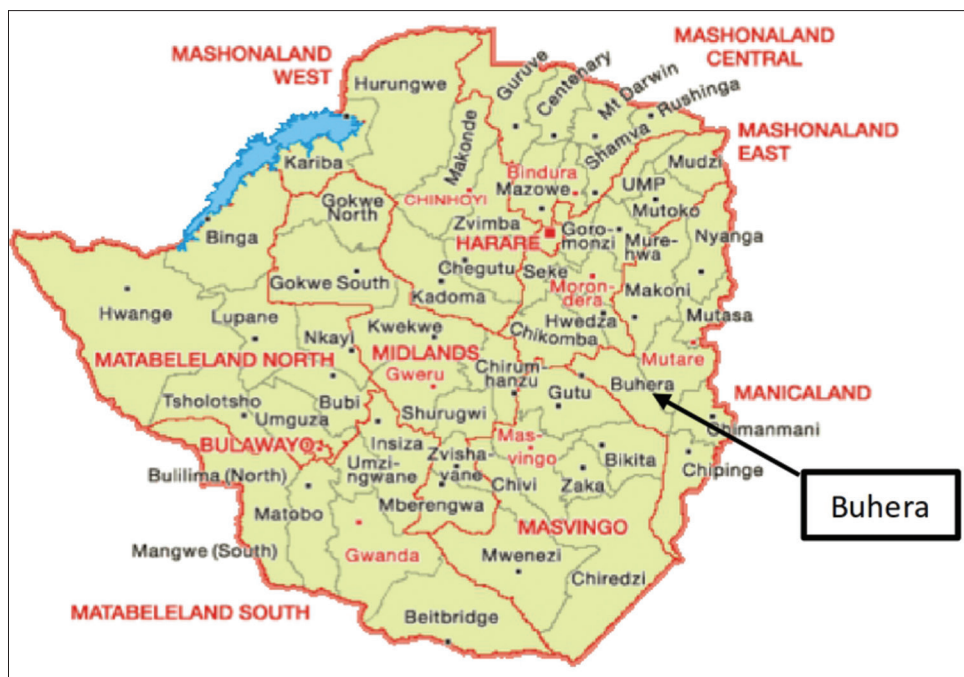 MASHONALAND
WEST
MASHONALAND
CENTRAL
Hurungwe
Guruve
Centenary
Mt Darwin
Rushinga
MASHONALAND
EAST
Makonde
Shamva
Kariba
Bindura
Mudzi
Mazowe
UMP
CHINHOYI
Gokwe
North
Mutoko
Zvimba
Binga
HARARE
Goro-
monzi
Mure-
hwa
Nyanga
Chegutu
Seke
Gokwe South
Moron-
dera
Kadoma
Makoni
Hwange
Lupane
Hwedza
Mutasa
Nkayi
Kwekwe
Chikomba
MATABELELAND NORTH
MIDLANDS
Mutare
Gweru
Chirum-
hanzu
Buhera
Gutu
MANICALAND
Tsholotsho
Bubi
Umguza
Shurugwi
Chimanmani
BULAWAYO
Insiza
Mas-
vingo
Bikita
Chipinge
Bulilima (North)
Umzi-
ngwane
Zvisha-
vane
Chivi
Zaka
Buhera
Matobo
Mberengwa
MASVINGO
Mangwe (South)
Gwanda
Mwenezi
Chiredzi
MATABELELAND SOUTH
Beitbridge